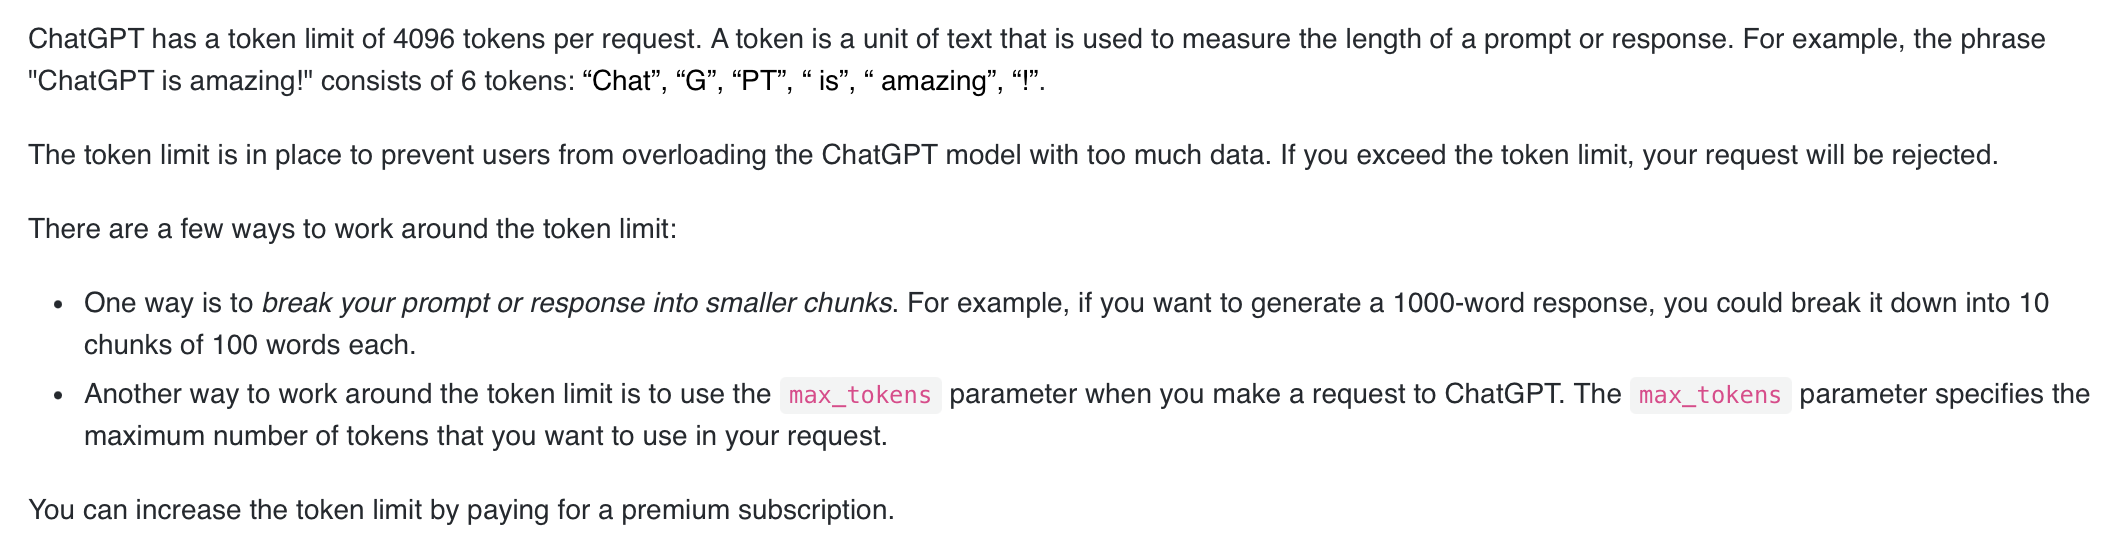 ChatGPT has a token limit of 4096 tokens per request. A token is a unit of text that is used to measure the length of a prompt or response. For example, the phrase
"ChatGPT is amazing!" consists of 6 tokens: “Chat”, “G”, “PT”, “ is”, “ amazing”, “!”.
The token limit is in place to prevent users from overloading the ChatGPT model with too much data. If you exceed the token limit, your request will be rejected.
There are a few ways to work around the token limit:
• One way is to break your prompt or response into smaller chunks. For example, if you want to generate a 1000-word response, you could break it down into 10
chunks of 100 words each.
• Another way to work around the token limit is to use the max_tokens parameter when you make a request to ChatGPT. The max_tokens parameter specifies the
maximum number of tokens that you want to use in your request.
You can increase the token limit by paying for a premium subscription.